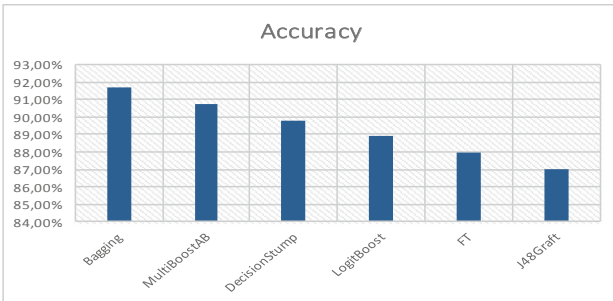 Accuracy
93,00%
92,00%
91,00%
90,00%
89,00%
88,00%
87,00%
86,00%
85,00%
84,00%
Bagging
MultiBoostAB
DecisionStump
LogitBoost
FT
J48Graft